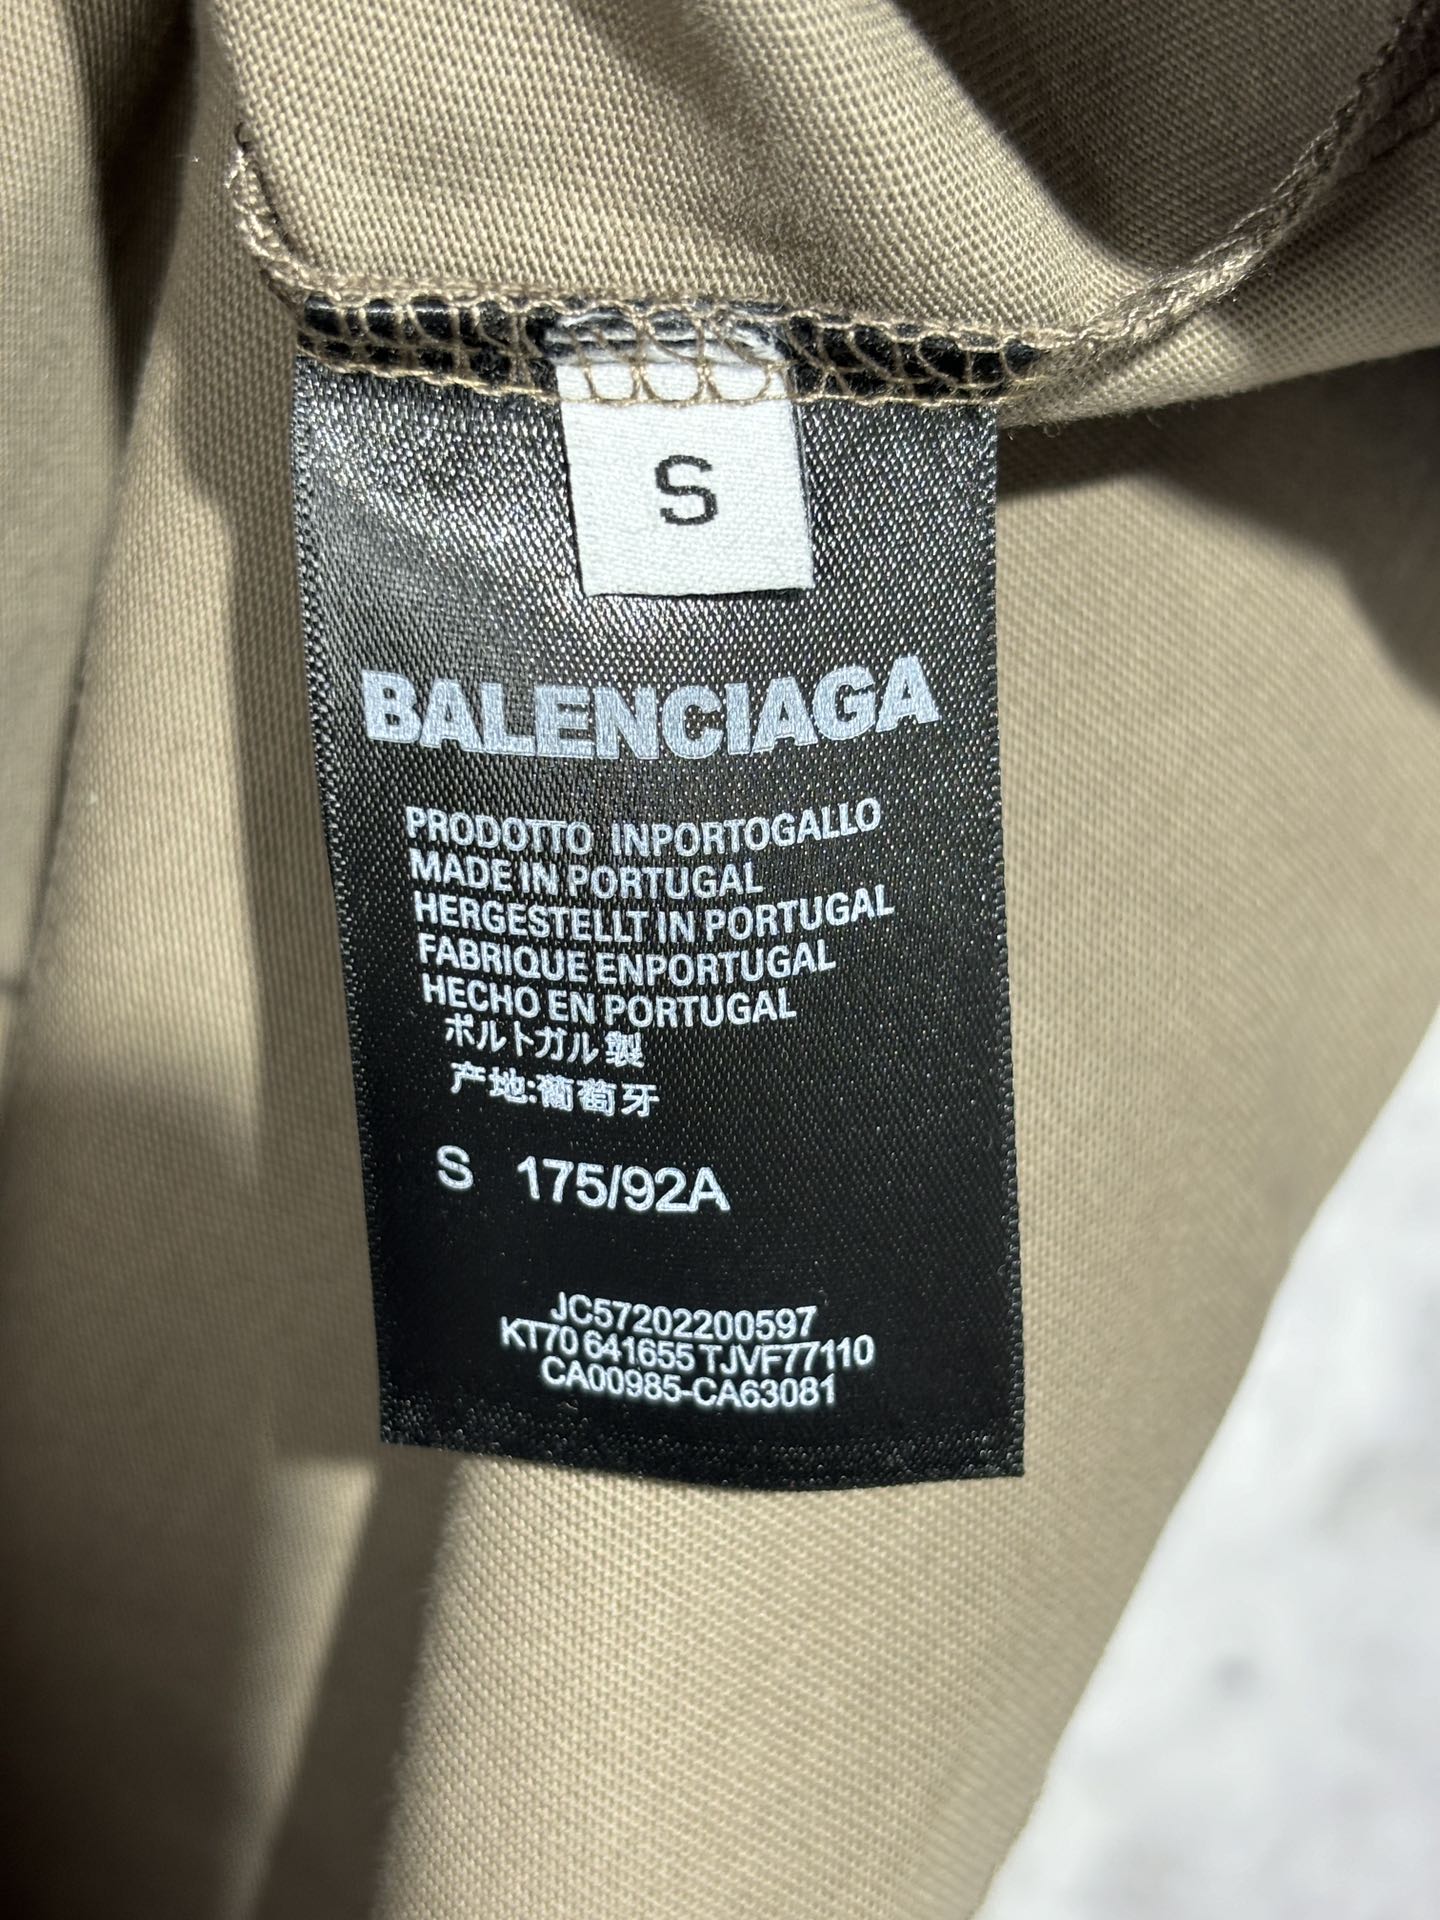 S
BALENCIAGA
PRODOTTO INPORTOGALLO
MADE IN PORTUGAL
HERGESTELLT IN PORTUGAL
FABRIQUE ENPORTUGAL
HECHO EN PORTUGAL
ポルトガル製
产地:葡萄牙
S 175/92A
JC57202200597
KT70 641655 TJVF77110
CA00985-CA63081